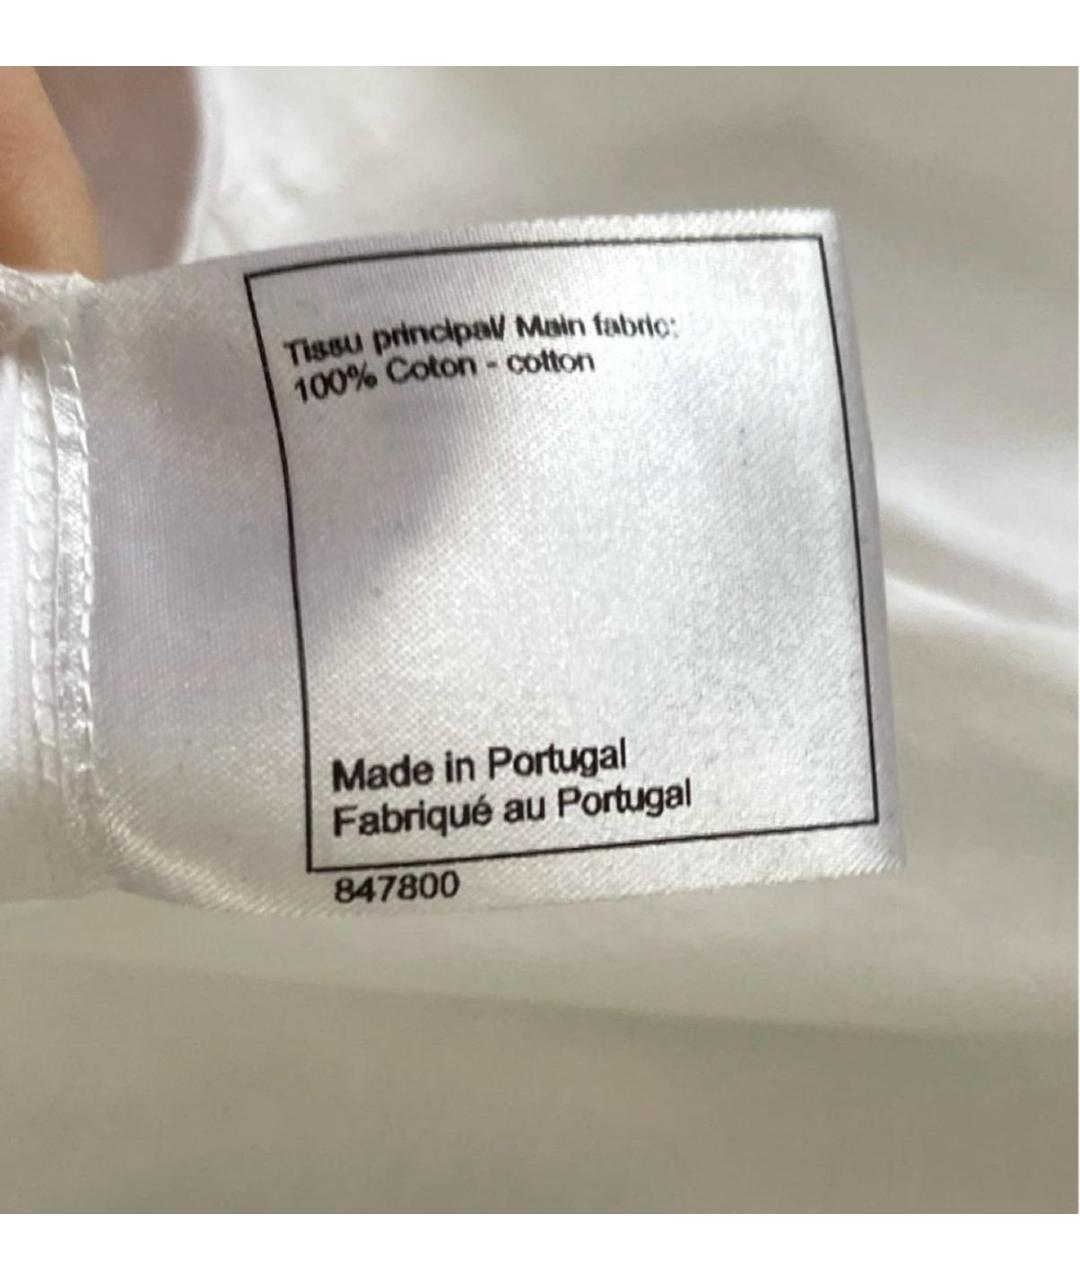 Tissu principal/ Main fabric:
100% Coton - cotton
Made in Portugal
Fabriqué au Portugal
847800